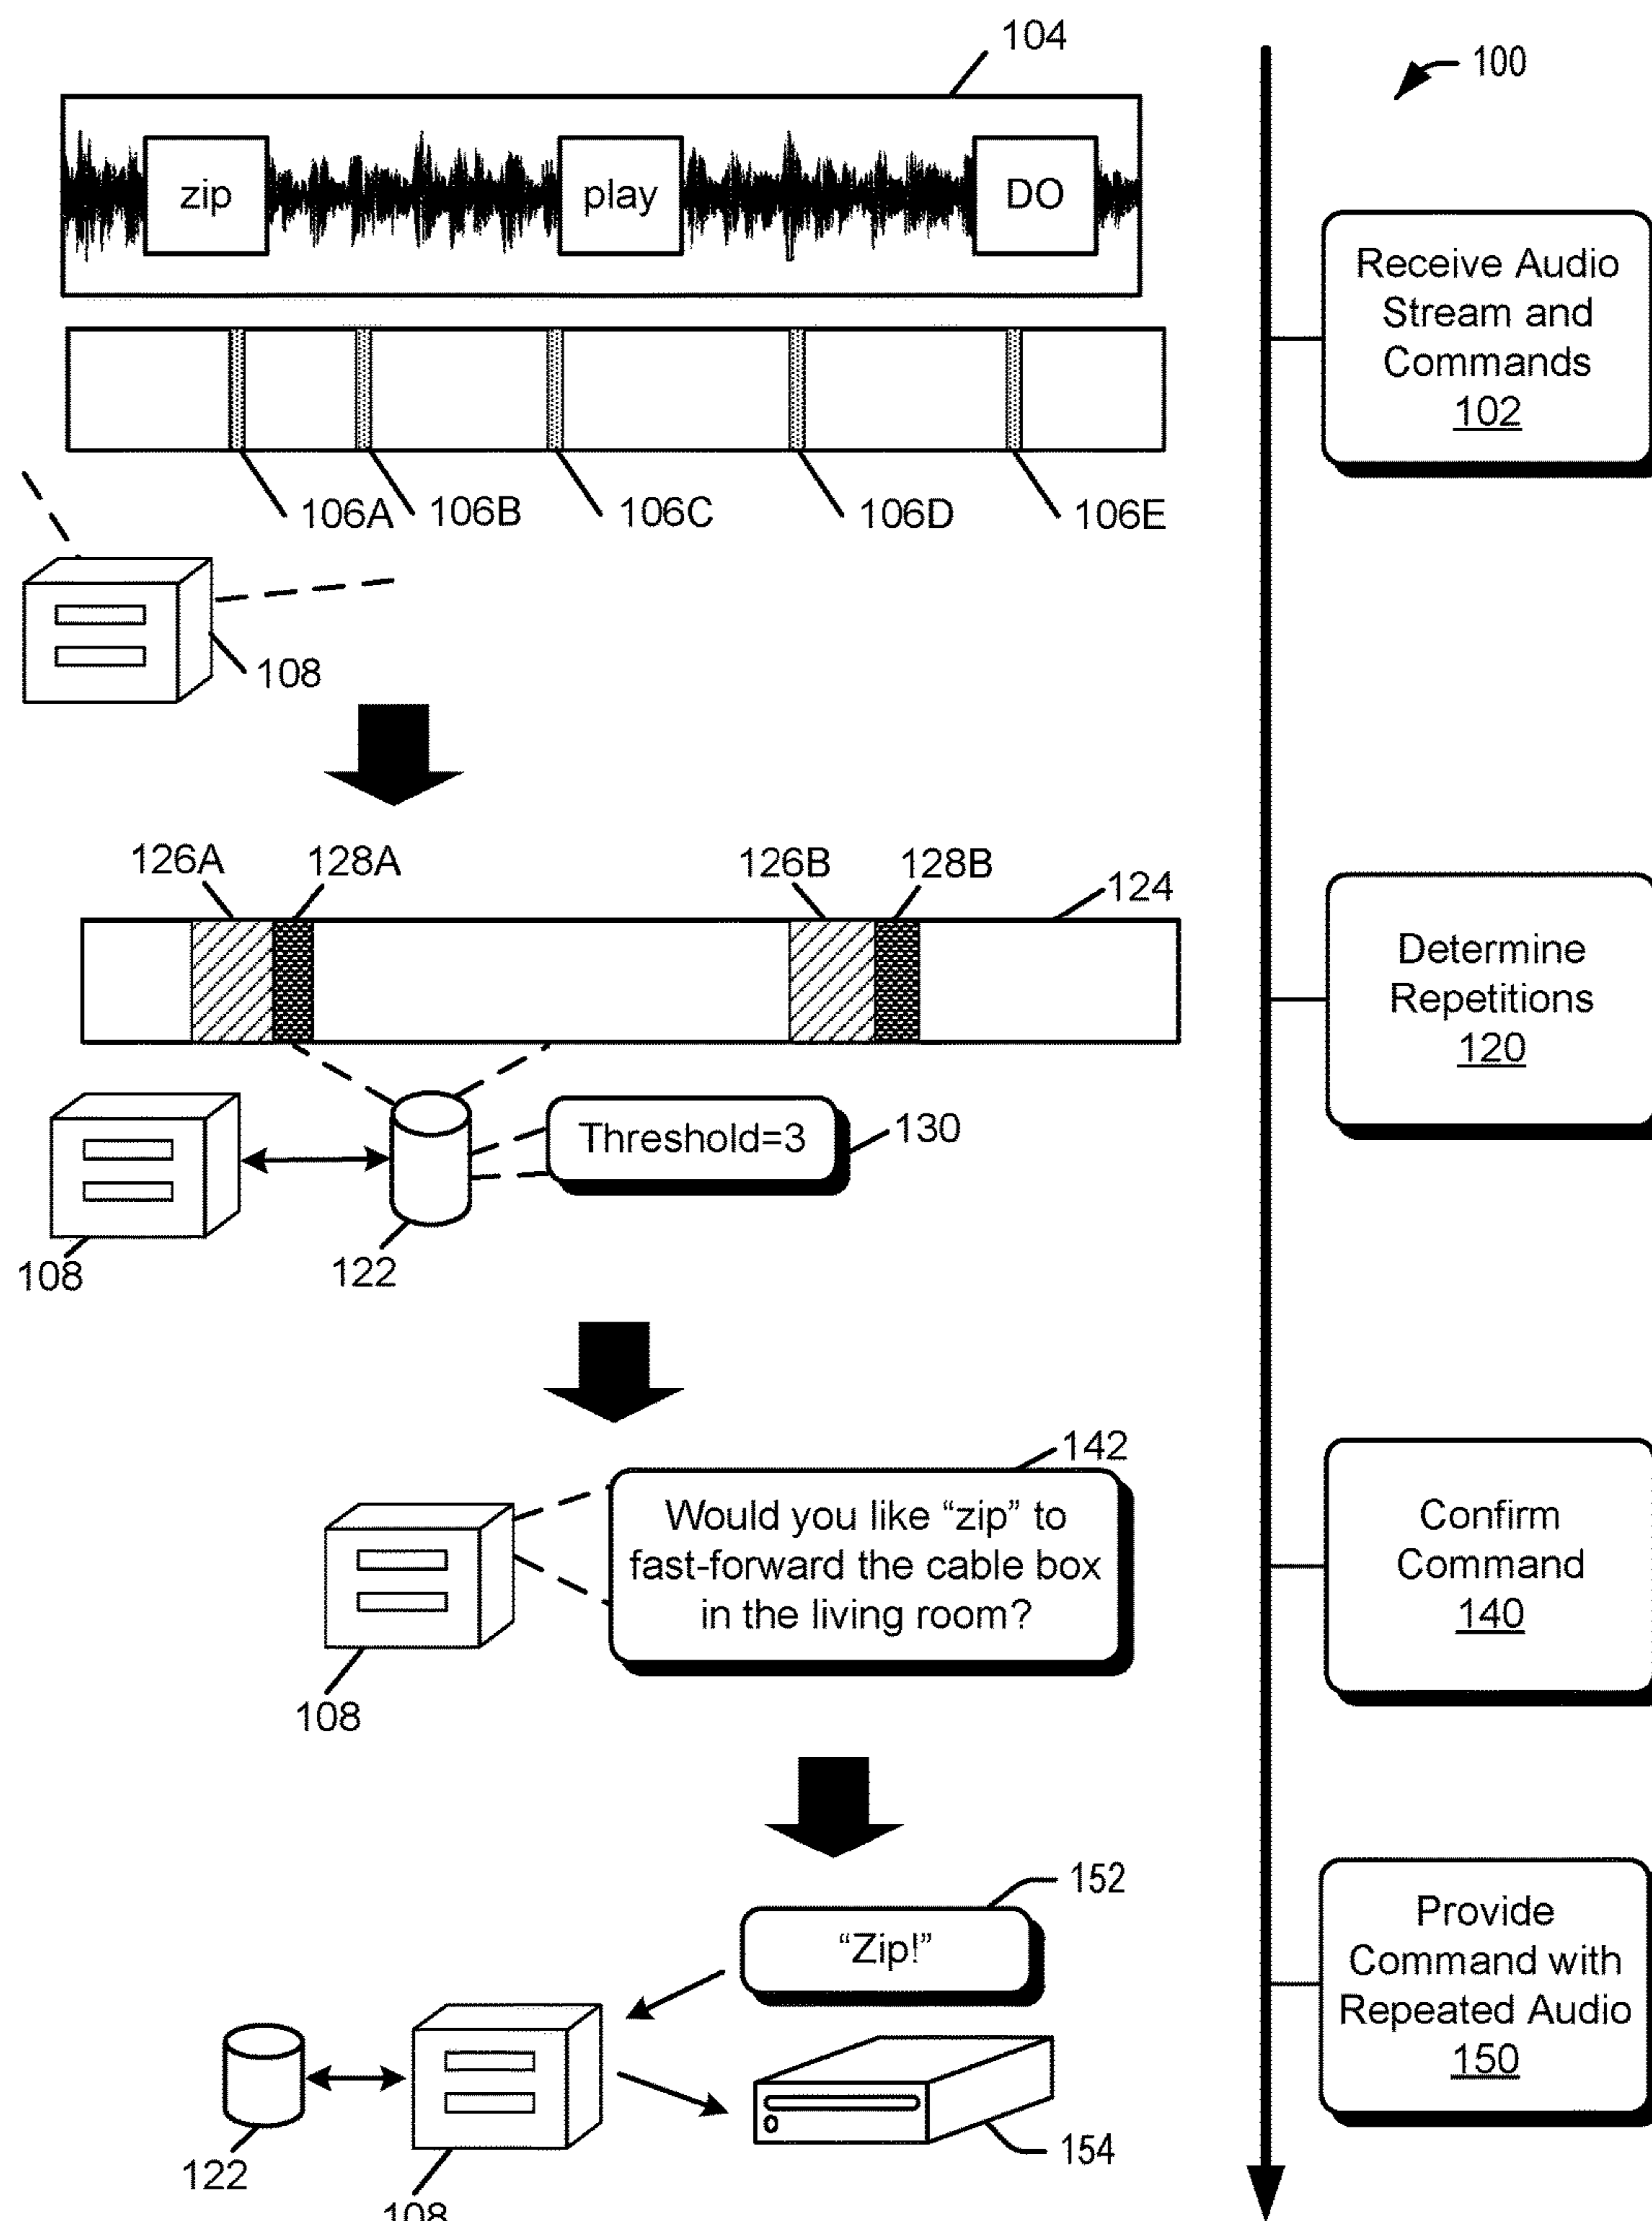 104
100
zip
play
DO
Receive Audio
Stream and
Commands
102
106A
106B
106C
106D
106E
108
126A
128A
126B
128B
124
Determine
Repetitions
120
Threshold=3
130
108
122
142
Would you like “zip” to
fast-forward the cable box
in the living room?
Confirm
Command
140
108
152
“Zip!”
Provide
Command with
Repeated Audio
150
154
122
108